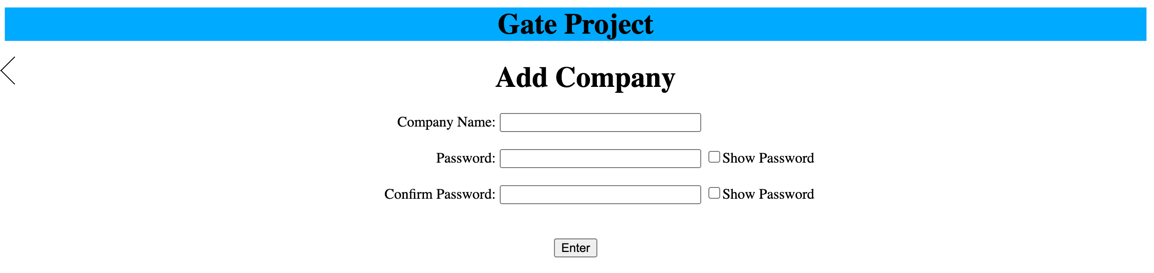 Gate Project
Add Company
Company Name:
Password: Show Password
Confirm Password: Show Password
Enter